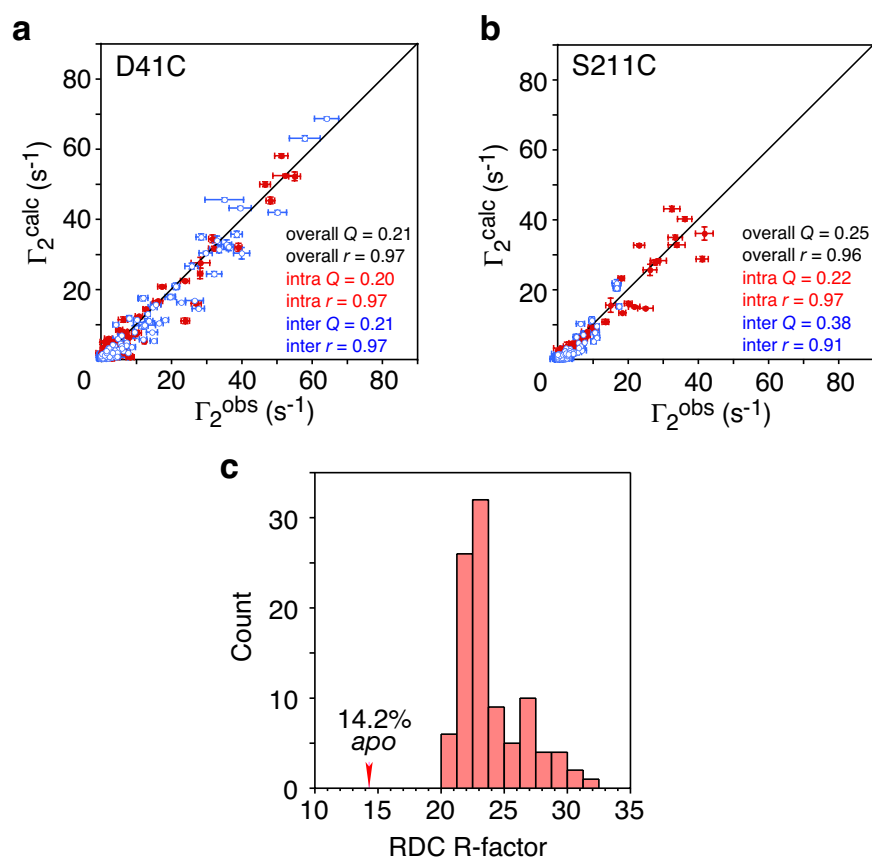 a
D41C
80
60
40
20
0
20
40
60
80
Γ₂ᶜᵃˡᶜ (s⁻¹)
Γ₂ᵒᵇˢ (s⁻¹)
overall Q = 0.21
overall r = 0.97
intra Q = 0.20
intra r = 0.97
inter Q = 0.21
inter r = 0.97
b
S211C
80
60
40
20
0
20
40
60
80
Γ₂ᶜᵃˡᶜ (s⁻¹)
Γ₂ᵒᵇˢ (s⁻¹)
overall Q = 0.25
overall r = 0.96
intra Q = 0.22
intra r = 0.97
inter Q = 0.38
inter r = 0.91
c
30
20
10
0
Count
14.2%
apo
10
15
20
25
30
35
RDC R-factor